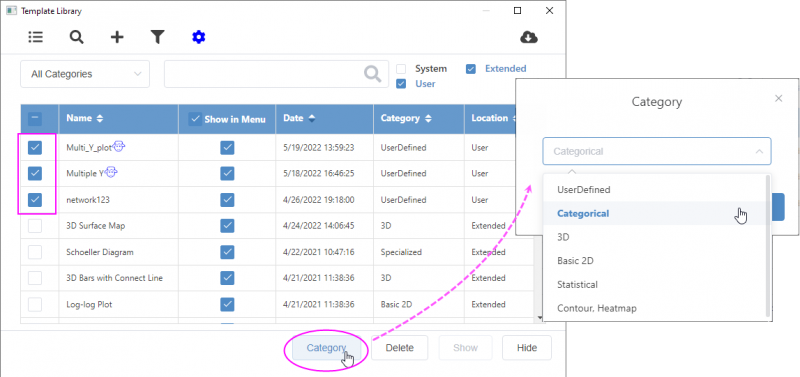 Template Library
All Categories
System
Extended
User
Name
Show in Menu
Date
Category
Location
Multi_Y_plot
5/19/2022 13:59:23
UserDefined
User
Multiple Y
5/18/2022 16:46:25
UserDefined
User
network123
4/26/2022 19:18:00
UserDefined
User
3D Surface Map
4/24/2022 14:06:45
3D
Extended
Schoeller Diagram
4/22/2021 10:47:16
Specialized
Extended
3D Bars with Connect Line
4/21/2021 11:38:36
3D
Extended
Log-log Plot
4/21/2021 11:38:36
Basic 2D
Extended
Category
Delete
Show
Hide
Category
Categorical
UserDefined
Categorical
3D
Basic 2D
Statistical
Contour, Heatmap